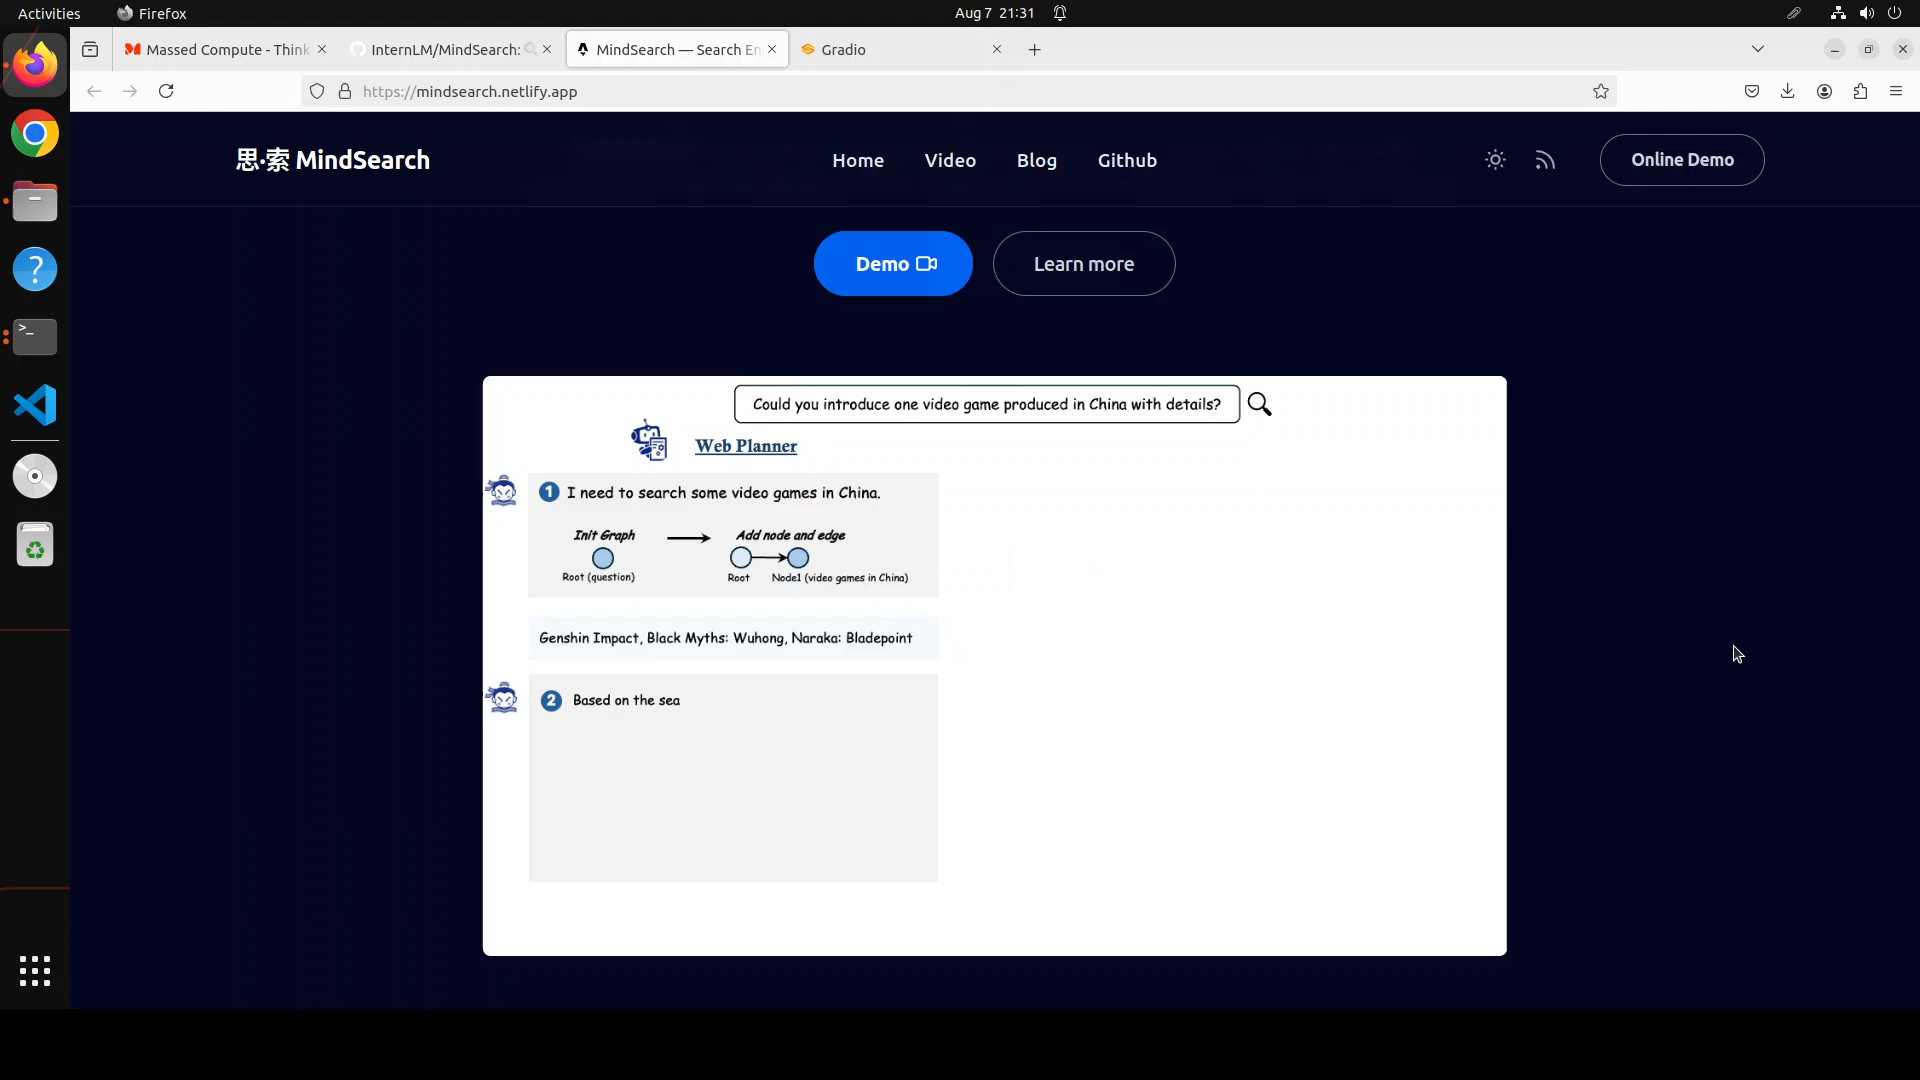 Activities
Firefox
Aug 7 21:31
Massed Compute - Think
InternLM/MindSearch:
MindSearch — Search En
Gradio
https://mindsearch.netlify.app
思·索 MindSearch
Home
Video
Blog
Github
Online Demo
Demo
Learn more
Could you introduce one video game produced in China with details?
Web Planner
1 I need to search some video games in China.
Init Graph
Add node and edge
Root (question)
Root
Node1 (video games in China)
Genshin Impact, Black Myths: Wuhong, Naraka: Bladepoint
2 Based on the sea